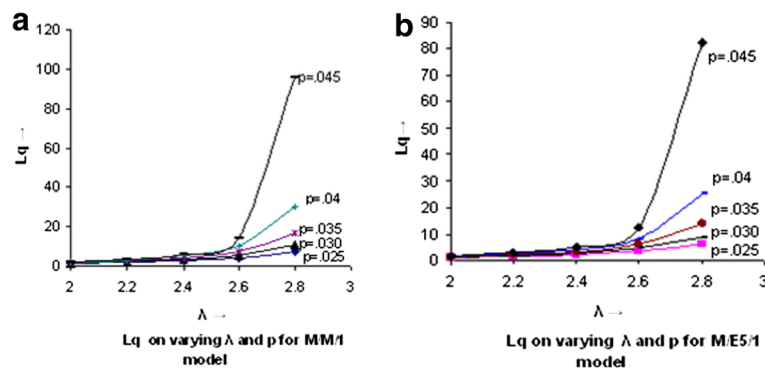 a
120
100
80
60
40
20
0
Lq →
p=.045
p=.04
p=.035
p=.030
p=.025
2
2.2
2.4
2.6
2.8
3
λ →
Lq on varying λ and p for M/M/1
model
b
90
80
70
60
50
40
30
20
10
0
Lq→
p=.045
p=.04
p=.035
p=.030
p=.025
2
2.2
2.4
2.6
2.8
3
λ →
Lq on varying λ and p for M/E5/1
model